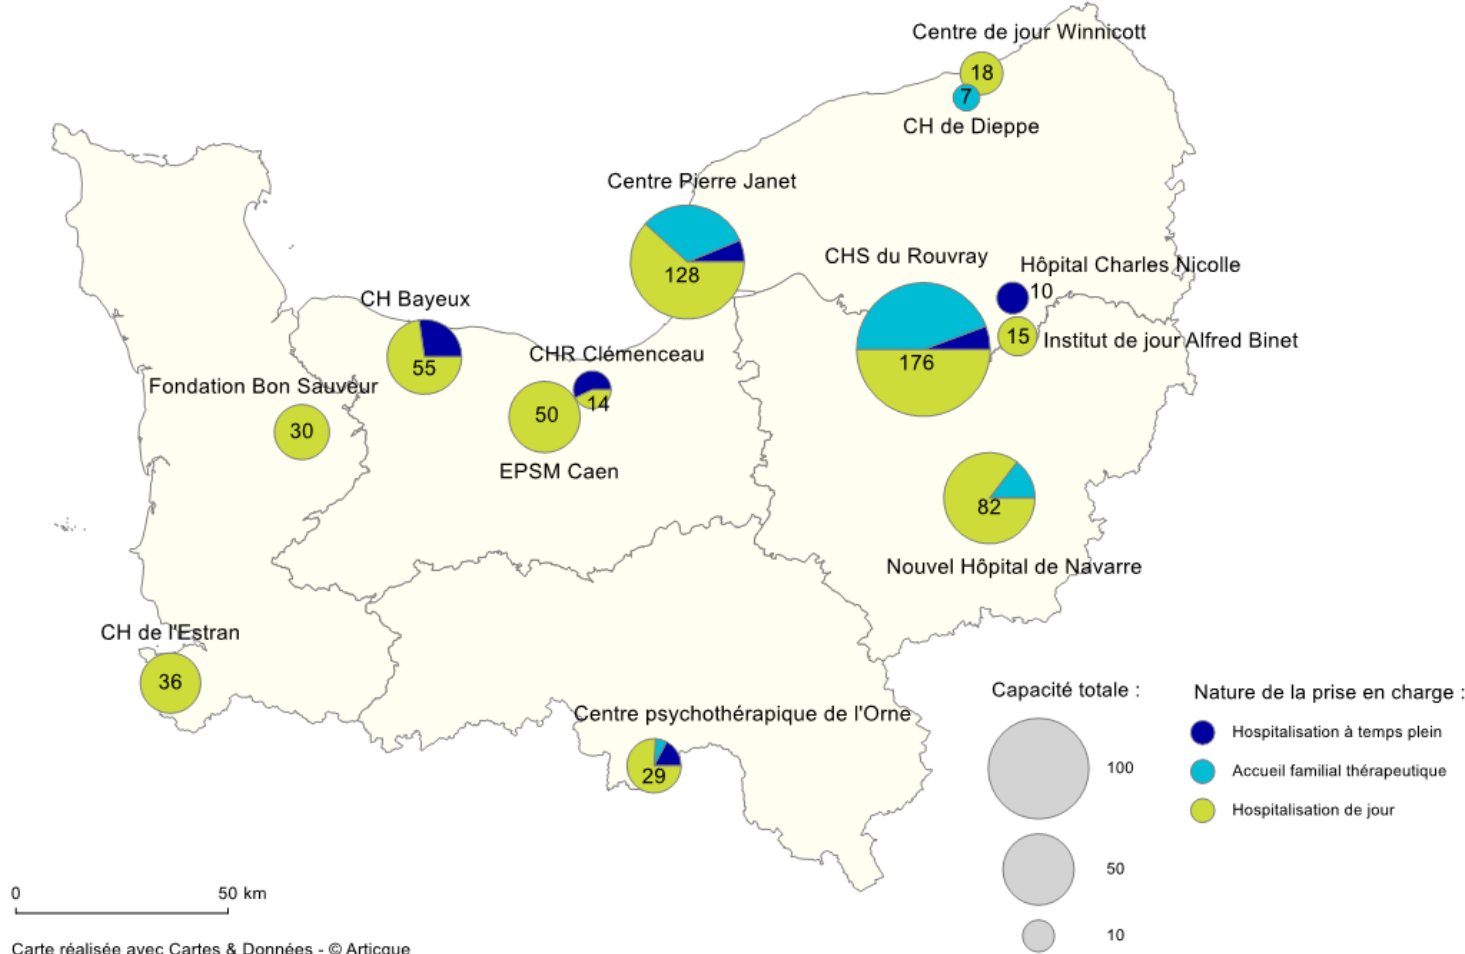 Centre de jour Winnicott
18
7
CH de Dieppe
Centre Pierre Janet
128
CHS du Rouvray
176
Hôpital Charles Nicolle
10
15
Institut de jour Alfred Binet
CH Bayeux
55
CHR Clémenceau
14
50
EPSM Caen
Fondation Bon Sauveur
30
82
Nouvel Hôpital de Navarre
CH de l'Estran
36
Centre psychothérapique de l'Orne
29
Capacité totale :
100
50
10
Nature de la prise en charge :
Hospitalisation à temps plein
Accueil familial thérapeutique
Hospitalisation de jour
0 50 km
Carte réalisée avec Cartes & Données - © Articque